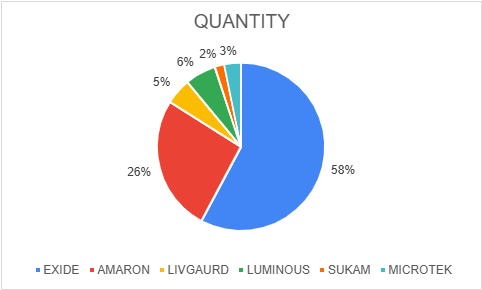 QUANTITY
6% 2% 3%
5%
26%
58%
EXIDE AMARON LIVGAURD LUMINOUS SUKAM MICROTEK